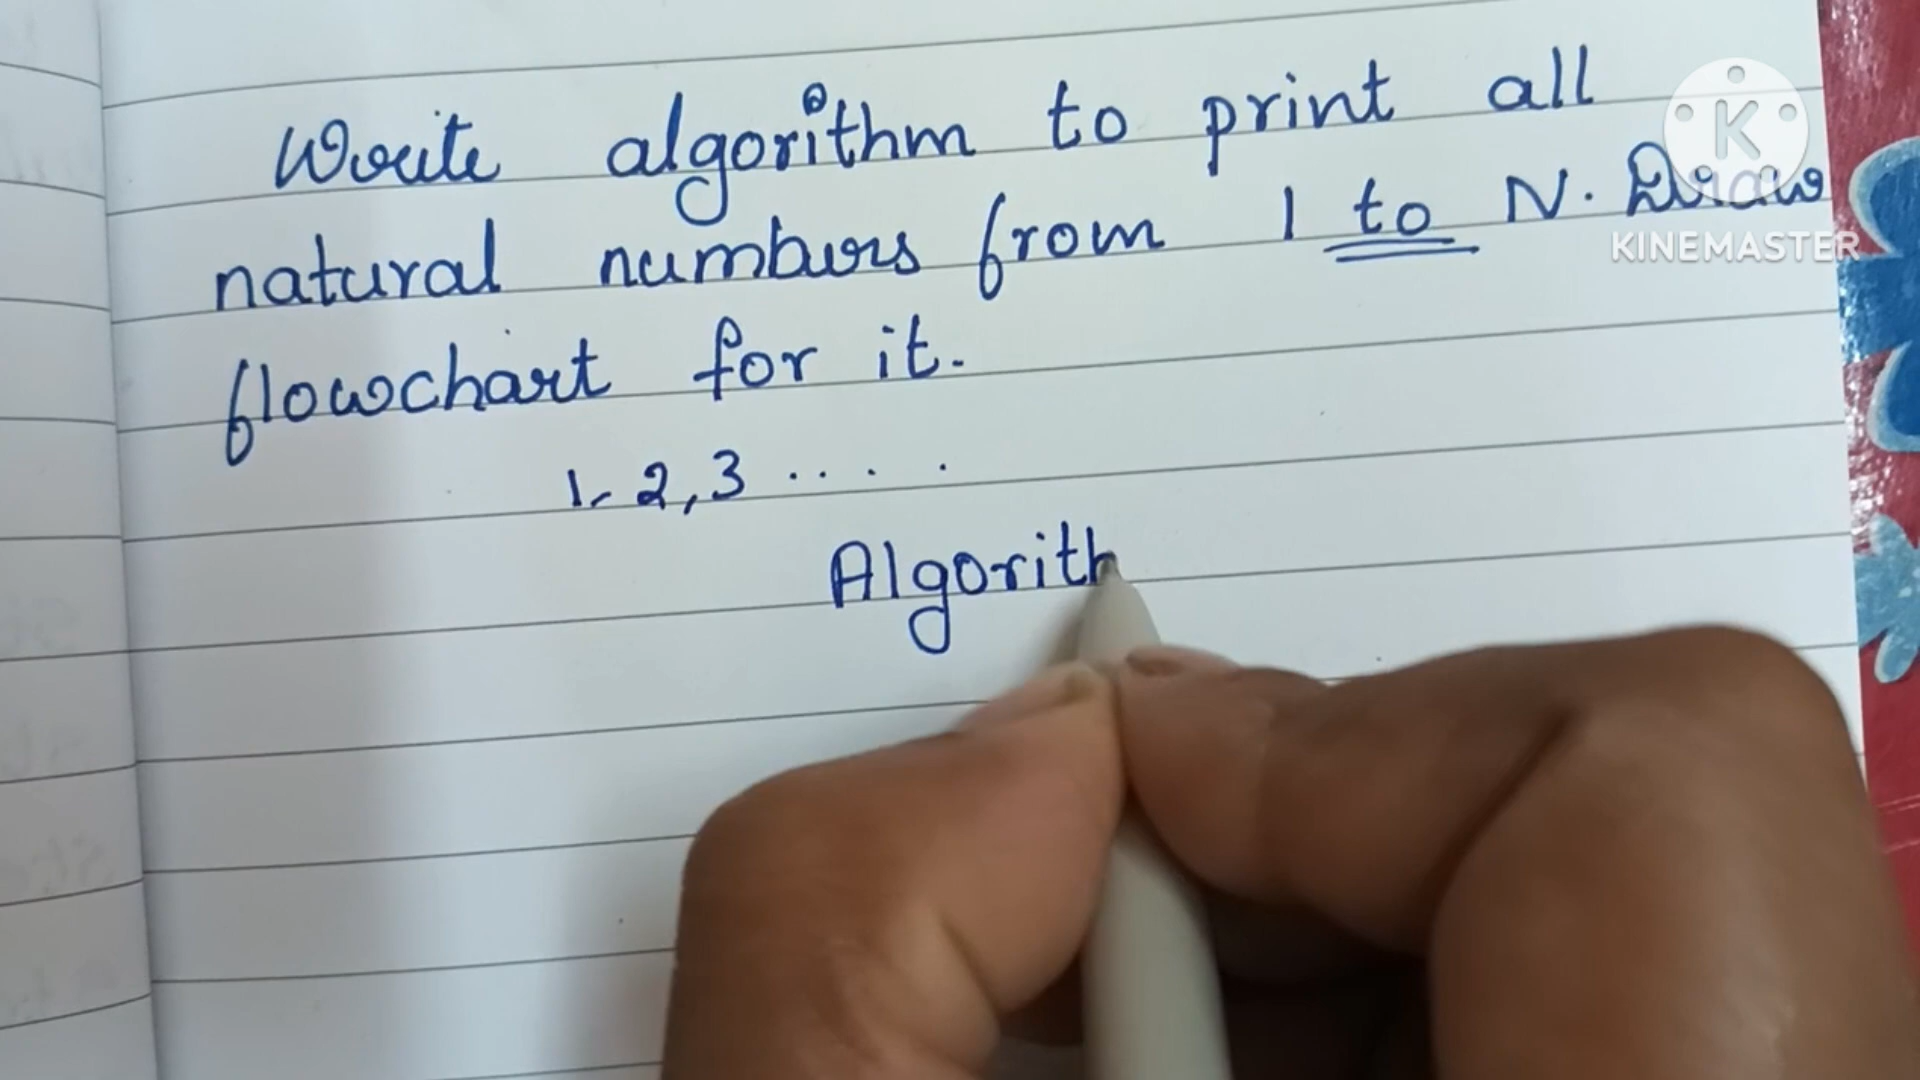 Write algorithm to print all
natural numbers from 1 to N. Draw
flowchart for it.
1, 2, 3 .....
Algorith
K
KINEMASTER